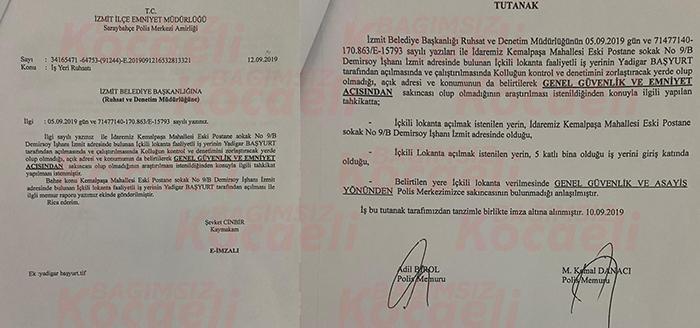 T.C.
İZMİT İLÇE EMNİYET MÜDÜRLÜĞÜ
Saraybahçe Polis Merkezi Amirliği
Sayı : 34165471 -64753-(91244)-E.2019091216532813321 12.09.2019
Konu : İş Yeri Ruhsatı
İZMİT BELEDİYE BAŞKANLIĞINA
(Ruhsat ve Denetim Müdürlüğüne)
İlgi : 05.09.2019 gün ve 71477140-170.863/E-15793 sayılı yazınız.
İlgi sayılı yazınız ile İdaremiz Kemalpaşa Mahallesi Eski Postane sokak No 9/B
Demirsoy İşhanı İzmit adresinde bulunan İçkili lokanta faaliyetli iş yerinin Yadigar BAŞYURT
tarafından açılmasında ve çalıştırılmasında Kolluğun kontrol ve denetimini zorlaştıracak yerde
olup olmadığı, açık adresi ve konumunun da belirtilerek GENEL GÜVENLİK VE EMNİYET
AÇISINDAN sakıncası olup olmadığının araştırılması istenildiğinden konuyla ilgili tahkikat
yapılması istenmiştir.
Bahse konu Kemalpaşa Mahallesi Eski Postane sokak No 9/B Demirsoy İşhanı İzmit
adresinde bulunan İçkili lokanta faaliyetli iş yerinin Yadigar BAŞYURT tarafından açılması ile
ilgili memur raporu yazımız ekinde gönderilmiştir.
Rica ederim.
Şevket CİNBİR
Kaymakam
E-İMZALI
Ek :yadigar başyurt.tif
TUTANAK
İzmit Belediye Başkanlığı Ruhsat ve Denetim Müdürlüğünün 05.09.2019 gün ve 71477140-
170.863/E-15793 sayılı yazıları ile İdaremiz Kemalpaşa Mahallesi Eski Postane sokak No 9/B
Demirsoy İşhanı İzmit adresinde bulunan İçkili lokanta faaliyetli iş yerinin Yadigar BAŞYURT
tarafından açılmasında ve çalıştırılmasında Kolluğun kontrol ve denetimini zorlaştıracak yerde olup
olmadığı, açık adresi ve konumunun da belirtilerek GENEL GÜVENLİK VE EMNİYET
AÇISINDAN sakıncası olup olmadığının araştırılması istenildiğinden konuyla ilgili yapılan
tahkikatta;
- İçkili lokanta açılmak istenilen yerin, İdaremiz Kemalpaşa Mahallesi Eski Postane
sokak No 9/B Demirsoy İşhanı İzmit adresinde olduğu,
- İçkili Lokanta açılmak istenilen yerin, 5 katlı bina olduğu iş yerini giriş katında
olduğu,
- Belirtilen yere İçkili lokanta verilmesinde GENEL GÜVENLİK VE ASAYİŞ
YÖNÜNDEN Polis Merkezimizce sakıncasının bulunmadığı anlaşılmıştır.
İş bu tutanak tarafımızdan tanzimle birlikte imza altına alınmıştır. 10.09.2019
Adil BİROL M. Kemal DANACI
Polis Memuru Polis Memuru
BAĞIMSIZ
Kocaeli